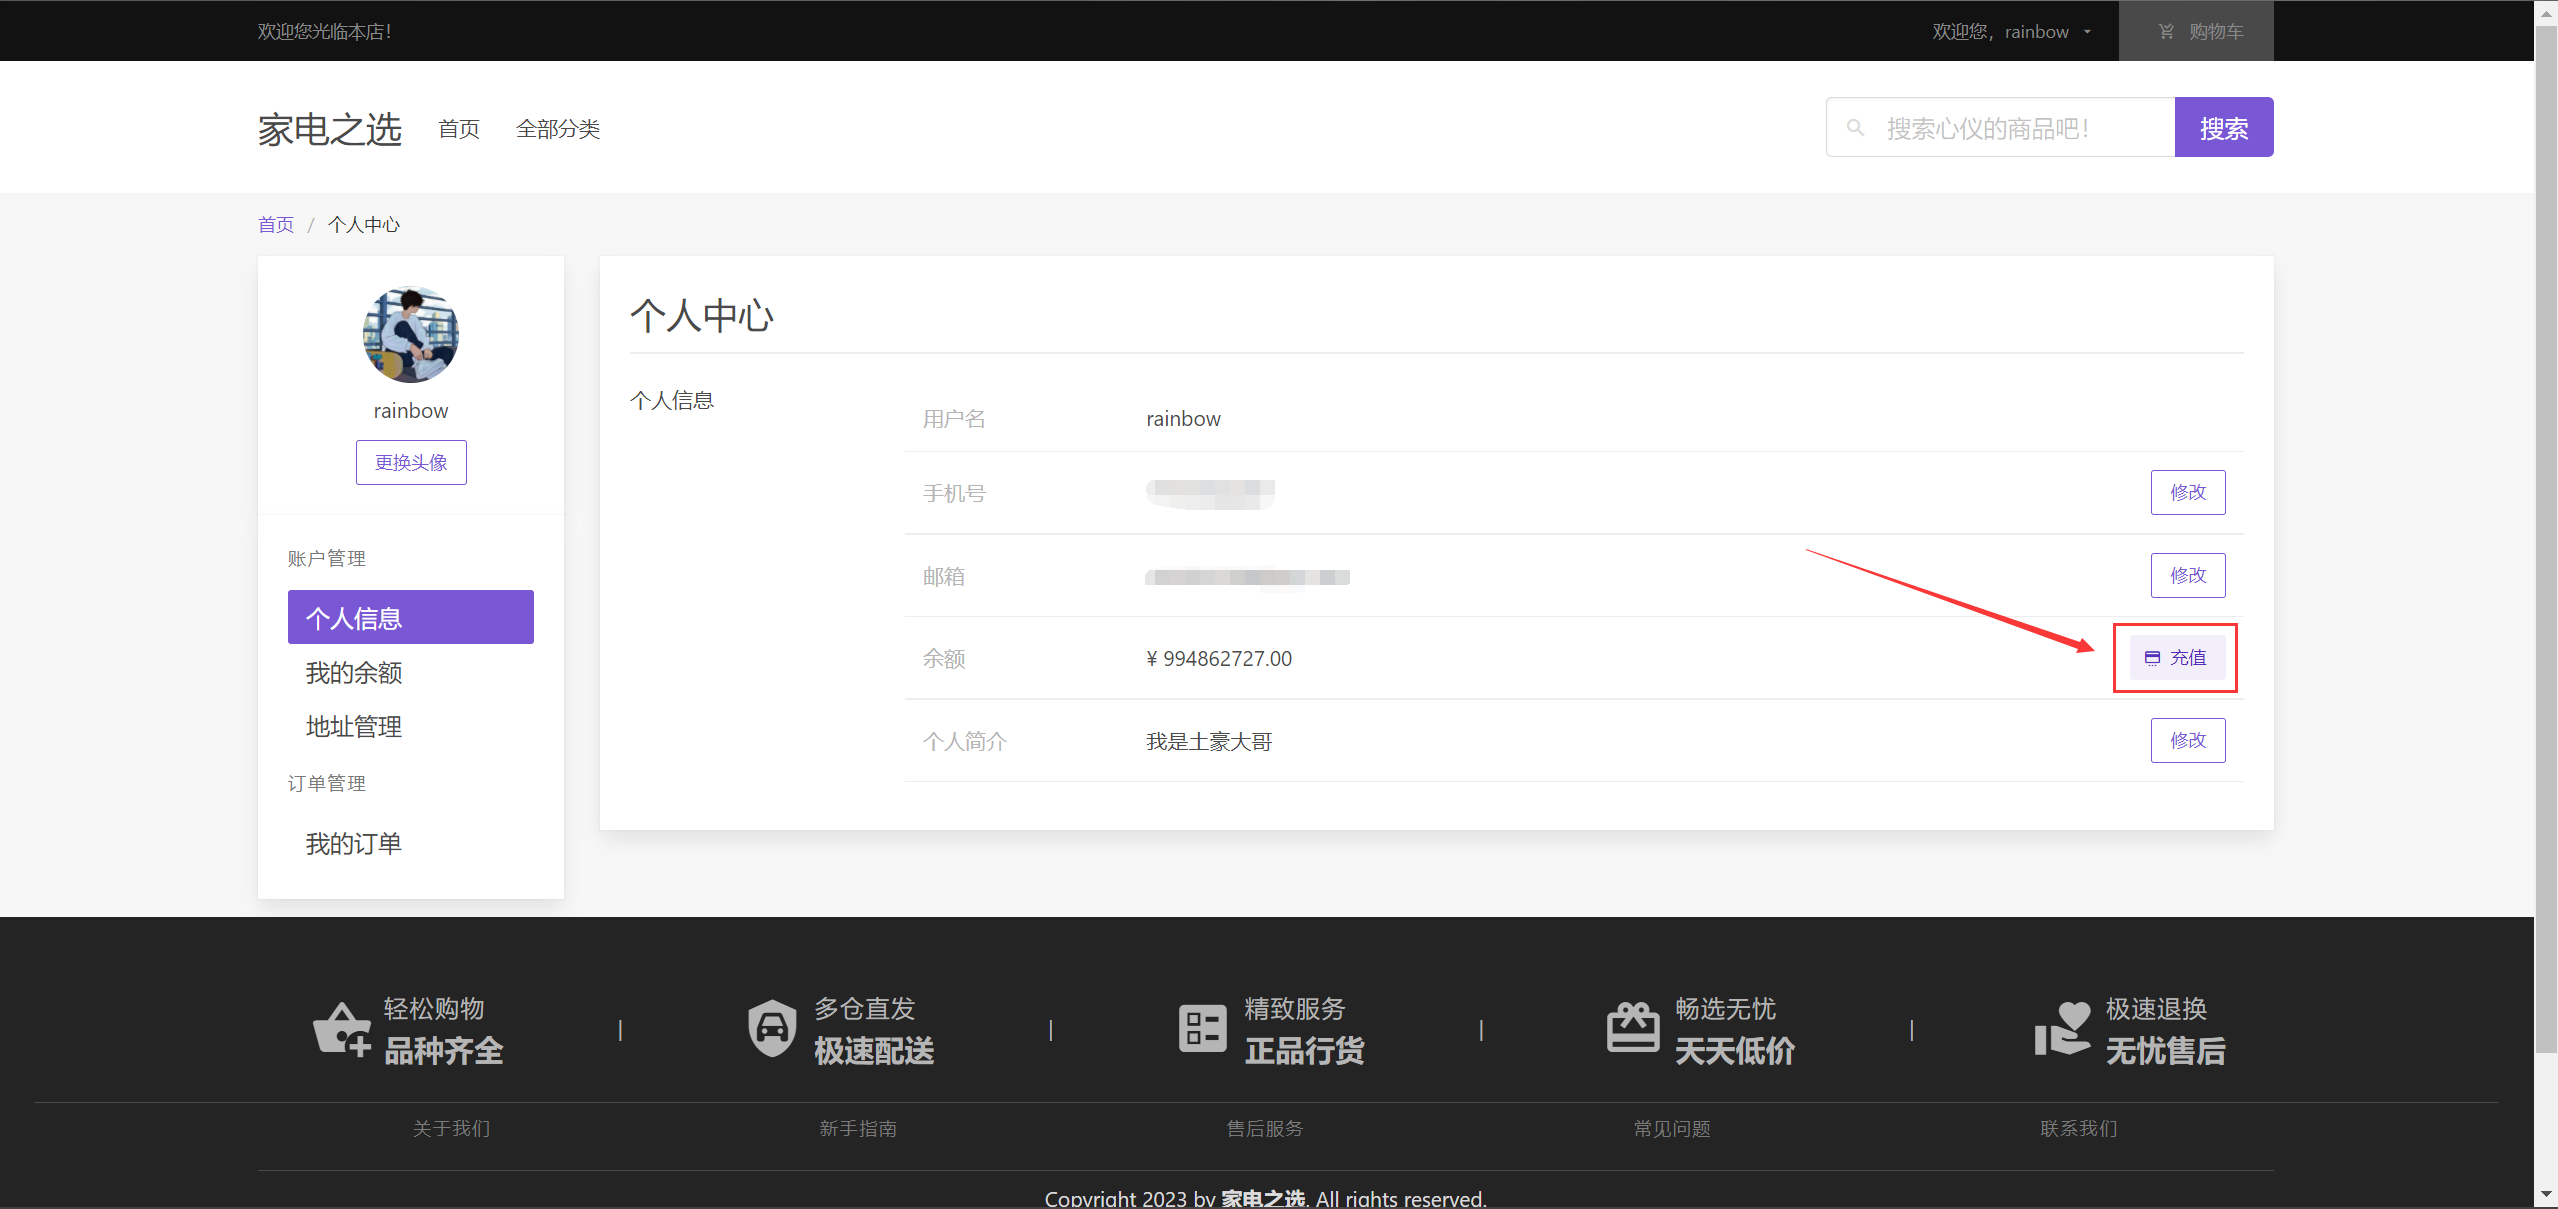 欢迎您光临本店！
欢迎您，rainbow
购物车
家电之选 首页 全部分类
搜索心仪的商品吧！
搜索
首页 / 个人中心
rainbow
更换头像
账户管理
个人信息
我的余额
地址管理
订单管理
我的订单
个人中心
个人信息
用户名 rainbow
手机号 修改
邮箱 修改
余额 ¥ 994862727.00 充值
个人简介 我是土豪大哥 修改
轻松购物
品种齐全
|
多仓直发
极速配送
|
精致服务
正品行货
|
畅选无忧
天天低价
|
极速退换
无忧售后
关于我们 新手指南 售后服务 常见问题 联系我们
Copyright 2023 by 家电之选. All rights reserved.